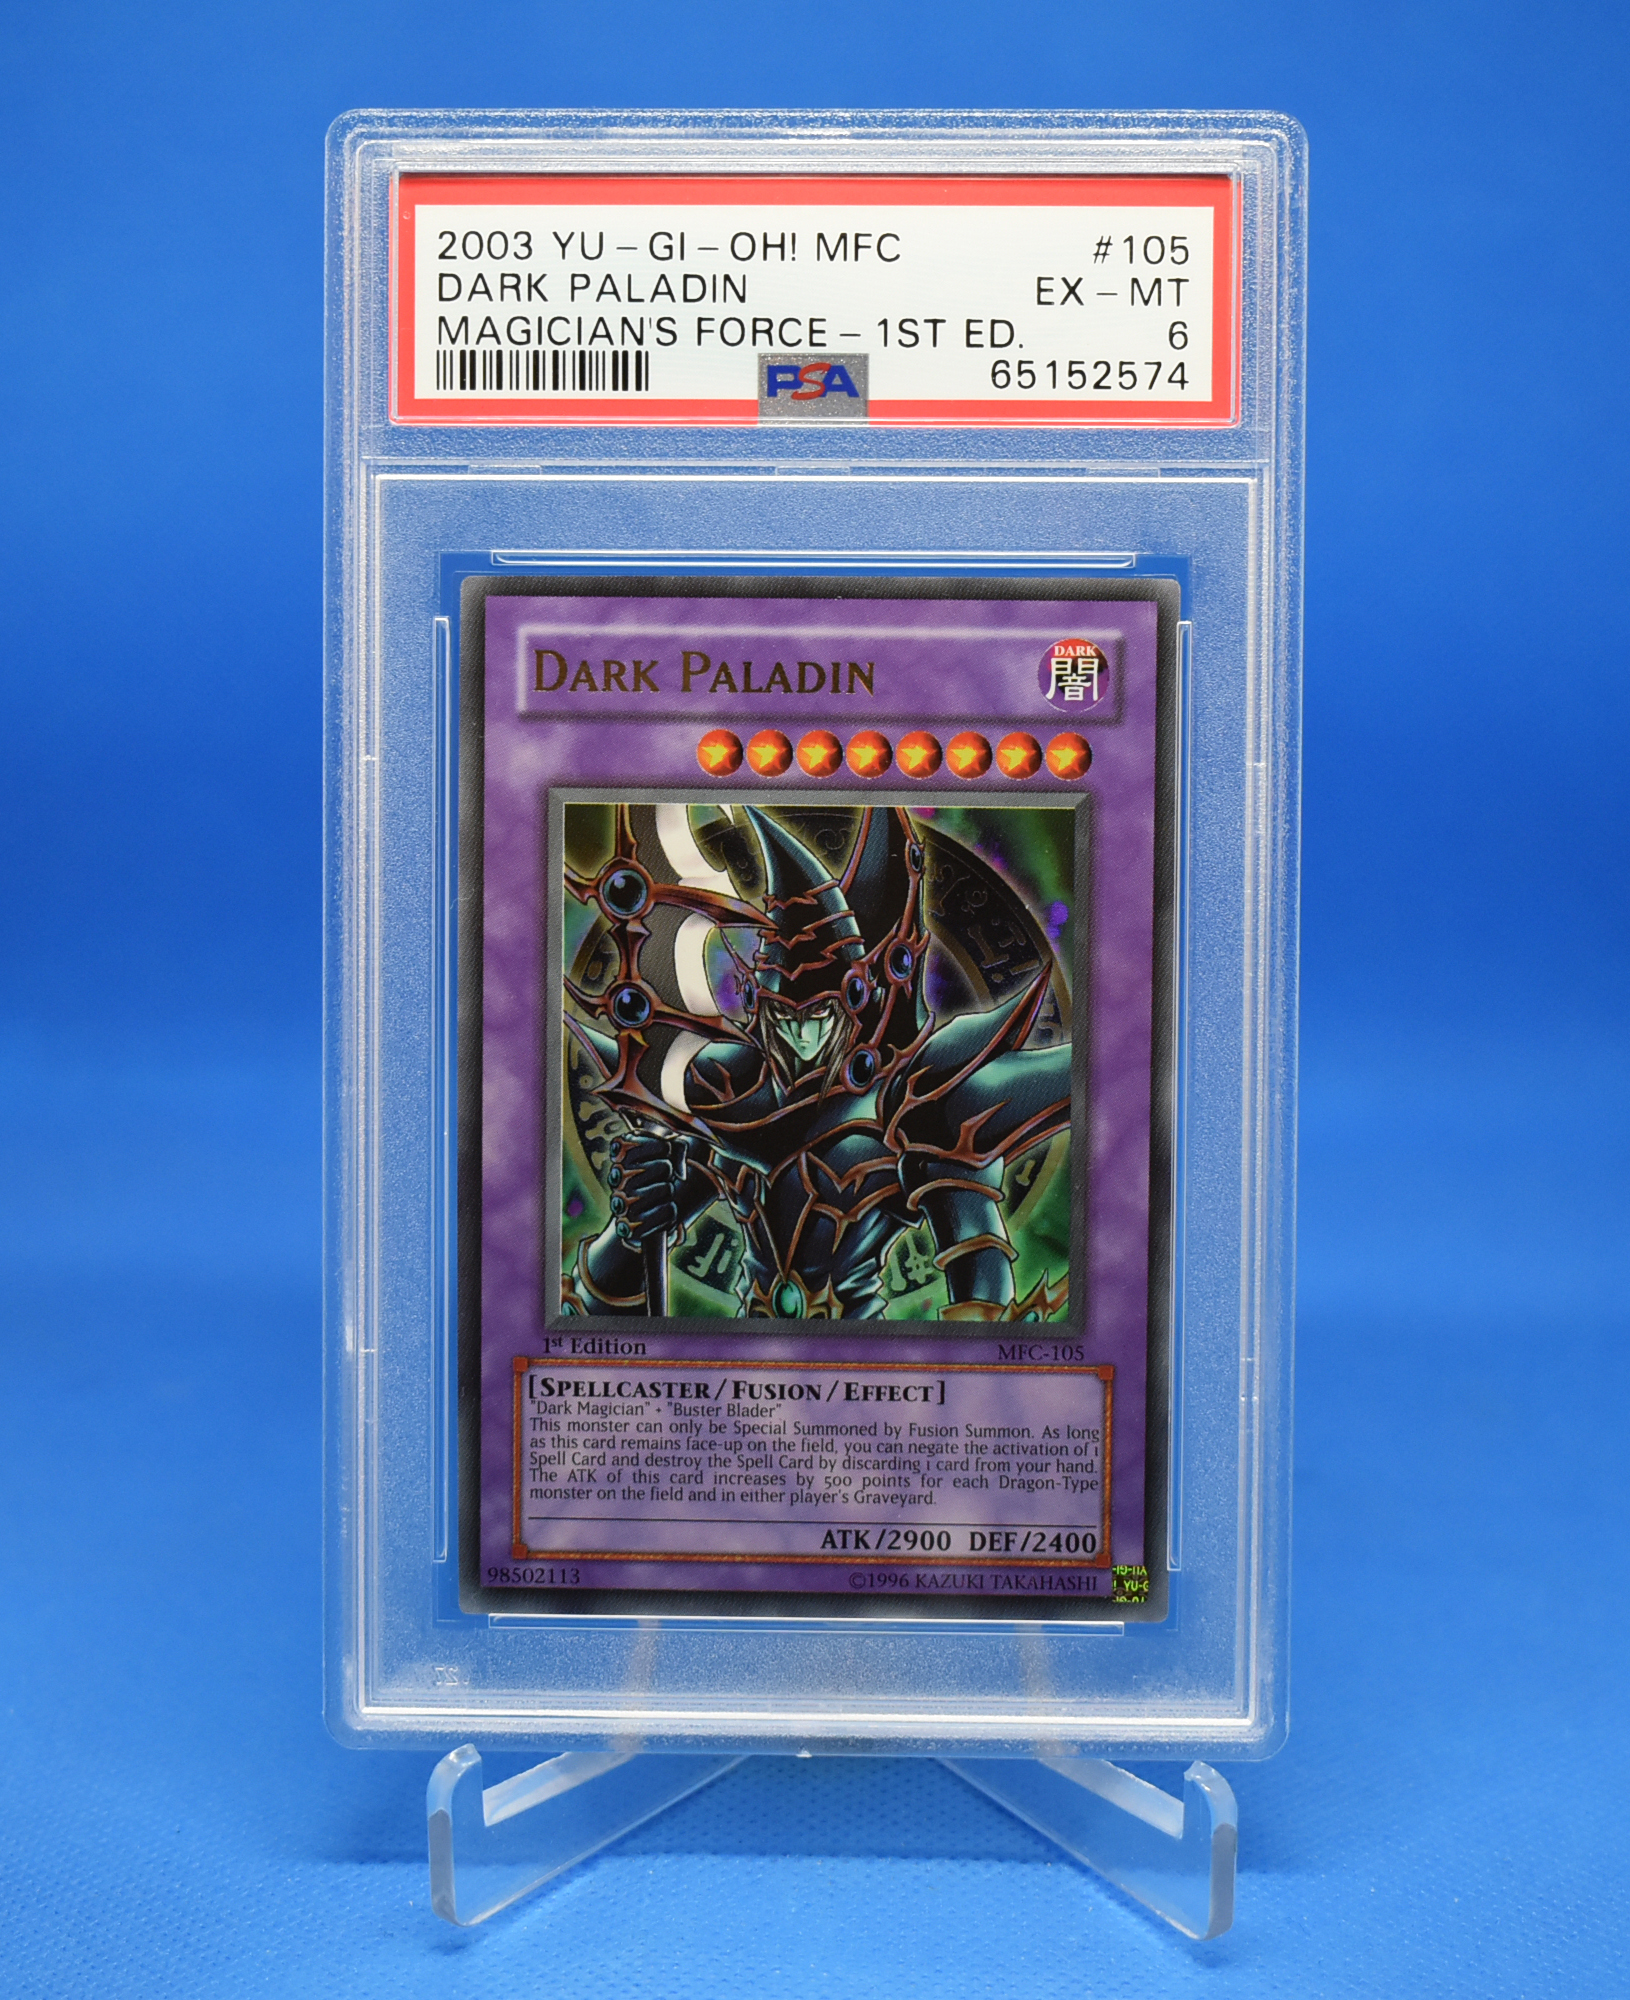 2003 YU-GI-OH! MFC #105
DARK PALADIN EX-MT
MAGICIAN'S FORCE-1ST ED. 6
PSA 65152574
DARK PALADIN
DARK
闇
1st Edition MFC-105
[SPELLCASTER/FUSION/EFFECT]
"Dark Magician" + "Buster Blader"
This monster can only be Special Summoned by Fusion Summon. As long
as this card remains face-up on the field, you can negate the activation of 1
Spell Card and destroy the Spell Card by discarding 1 card from your hand.
The ATK of this card increases by 500 points for each Dragon-Type
monster on the field and in either player's Graveyard.
ATK/2900 DEF/2400
98502113 ©1996 KAZUKI TAKAHASHI